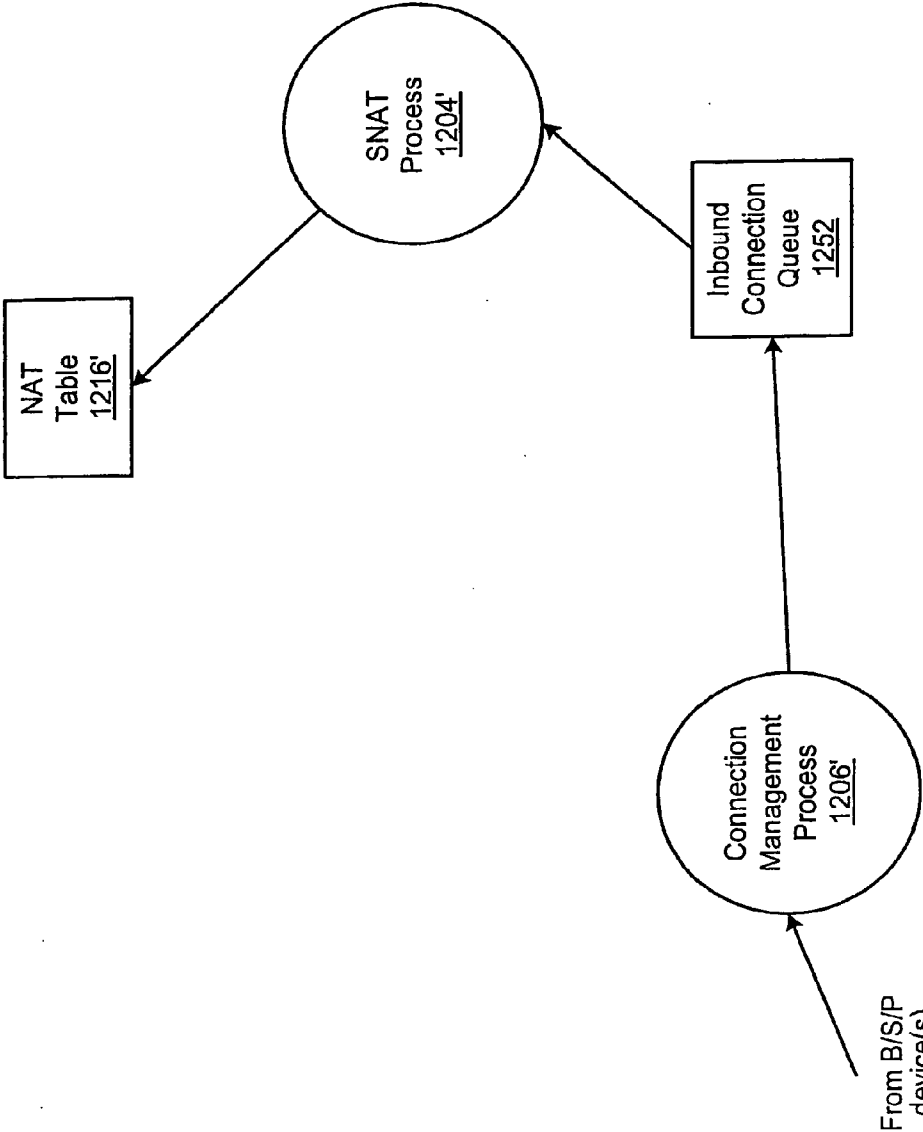 NAT
Table
1216'
SNAT
Process
1204'
Inbound
Connection
Queue
1252
Connection
Management
Process
1206'
From B/S/P
device(s)